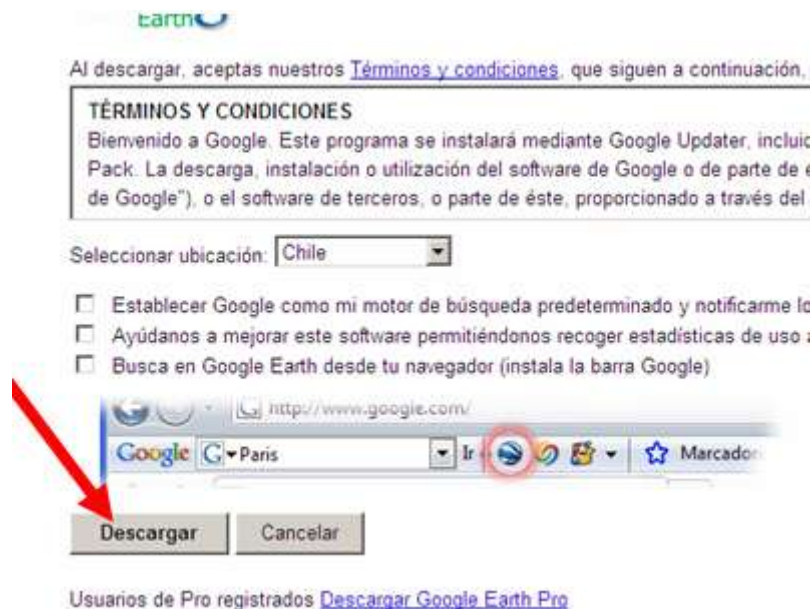 Earth
Al descargar, aceptas nuestros Términos y condiciones, que siguen a continuación,
TÉRMINOS Y CONDICIONES
Bienvenido a Google. Este programa se instalará mediante Google Updater, incluid
Pack. La descarga, instalación o utilización del software de Google o de parte de é
de Google"), o el software de terceros, o parte de éste, proporcionado a través del
Seleccionar ubicación: Chile
Establecer Google como mi motor de búsqueda predeterminado y notificarme lo
Ayúdanos a mejorar este software permitiéndonos recoger estadísticas de uso a
Busca en Google Earth desde tu navegador (instala la barra Google)
G http://www.google.com/
Google G Paris Ir Marcador
Descargar Cancelar
Usuarios de Pro registrados Descargar Google Earth Pro